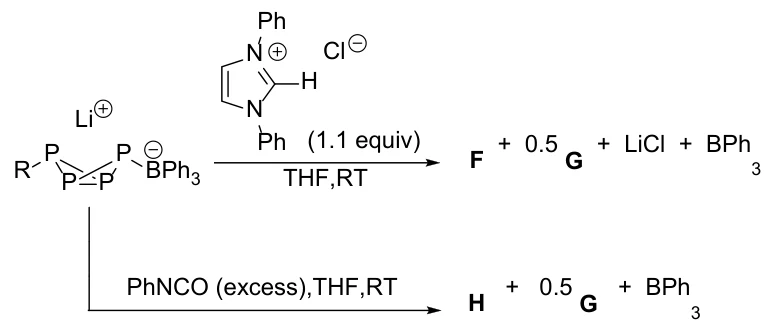 Ph
N ⊕ Cl ⊖
H
N
Ph (1.1 equiv)
Li ⊕
R P P ⊖ BPh3
P P
THF,RT
F + 0.5 G + LiCl + BPh3
PhNCO (excess),THF,RT
H + 0.5 G + BPh3